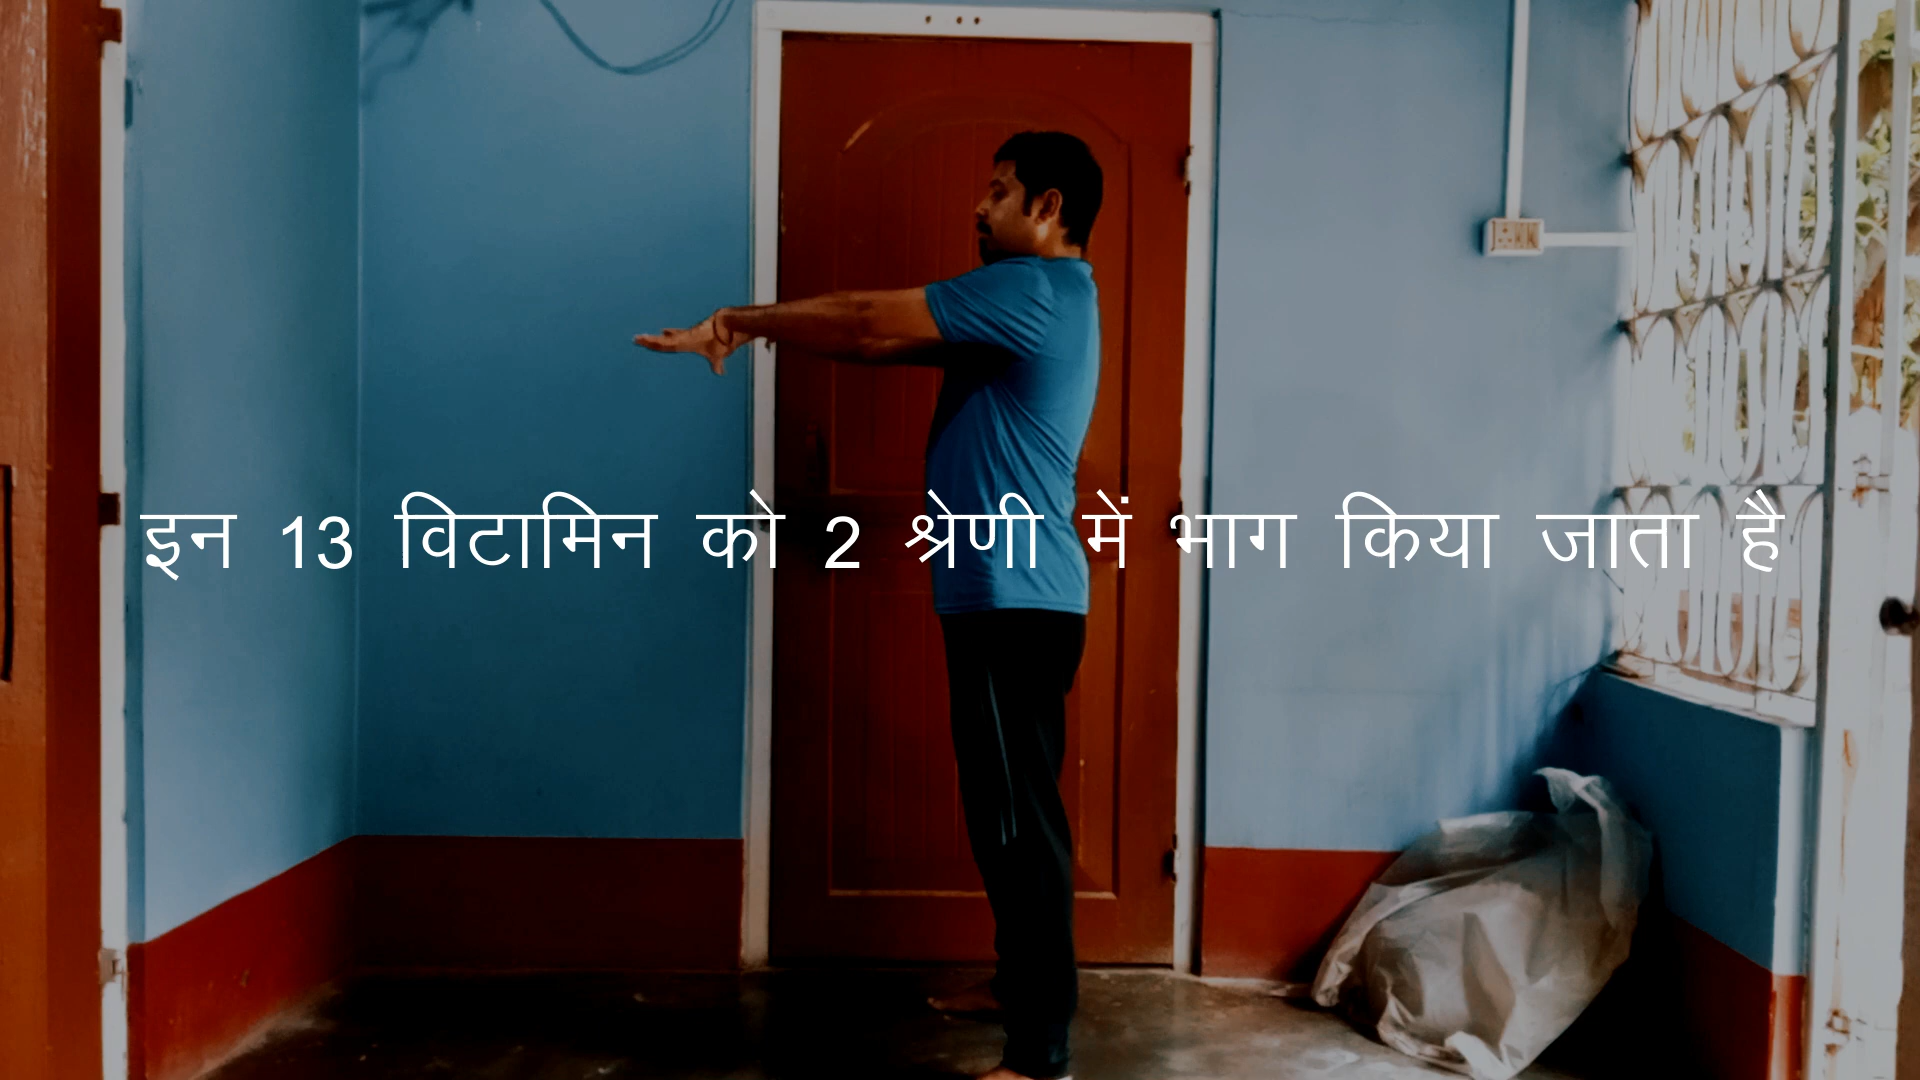 इन 13 विटामिन को 2 श्रेणी में भाग किया जाता है